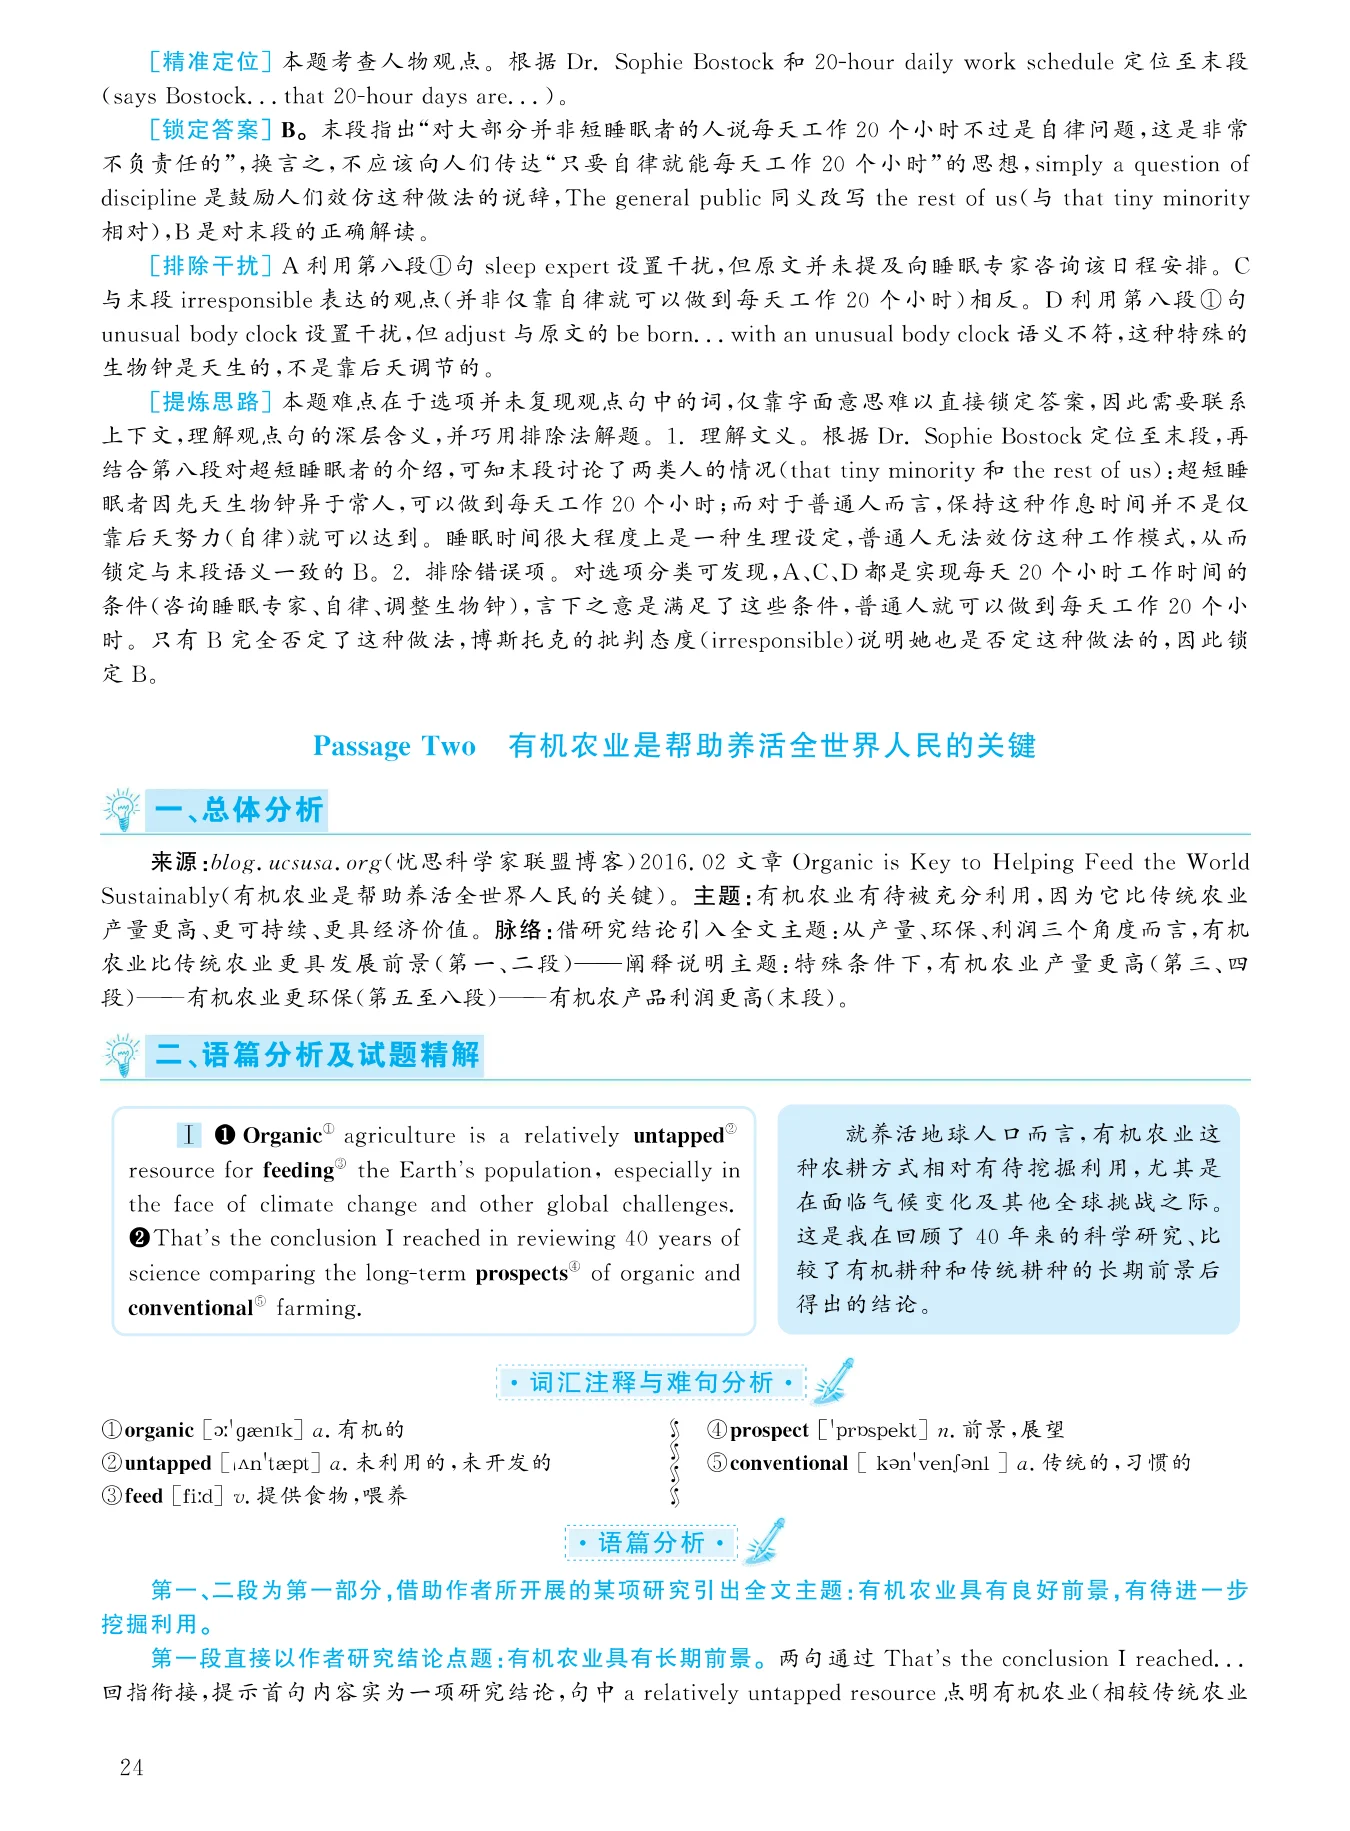 [精准定位] 本题考查人物观点。根据 Dr. Sophie Bostock 和 20-hour daily work schedule 定位至末段
(says Bostock...that 20-hour days are...)。
[锁定答案] B。末段指出“对大部分并非短睡眠者的人说每天工作 20 个小时不过是自律问题,这是非常
不负责任的”,换言之,不应该向人们传达“只要自律就能每天工作 20 个小时”的思想,simply a question of
discipline 是鼓励人们效仿这种做法的说辞,The general public 同义改写 the rest of us(与 that tiny minority
相对),B 是对末段的正确解读。
[排除干扰] A 利用第八段①句 sleep expert 设置干扰,但原文并未提及向睡眠专家咨询该日程安排。C
与末段 irresponsible 表达的观点(并非仅靠自律就可以做到每天工作 20 个小时)相反。D 利用第八段①句
unusual body clock 设置干扰,但 adjust 与原文的 be born...with an unusual body clock 语义不符,这种特殊的
生物钟是天生的,不是靠后天调节的。
[提炼思路] 本题难点在于选项并未复现观点句中的词,仅靠字面意思难以直接锁定答案,因此需要联系
上下文,理解观点句的深层含义,并巧用排除法解题。1. 理解文义。根据 Dr. Sophie Bostock 定位至末段,再
结合第八段对超短睡眠者的介绍,可知末段讨论了两类人的情况(that tiny minority 和 the rest of us):超短睡
眠者因先天生物钟异于常人,可以做到每天工作 20 个小时;而对于普通人而言,保持这种作息时间并不是仅
靠后天努力(自律)就可以达到。睡眠时间很大程度上是一种生理设定,普通人无法效仿这种工作模式,从而
锁定与末段语义一致的 B。2. 排除错误项。对选项分类可发现,A、C、D 都是实现每天 20 个小时工作时间的
条件(咨询睡眠专家、自律、调整生物钟),言下之意是满足了这些条件,普通人就可以做到每天工作 20 个小
时。只有 B 完全否定了这种做法,博斯托克的批判态度(irresponsible)说明她也是否定这种做法的,因此锁
定 B。
Passage Two 有机农业是帮助养活全世界人民的关键
一、总体分析
来源:blog.ucsusa.org(忧思科学家联盟博客)2016.02 文章 Organic is Key to Helping Feed the World
Sustainably(有机农业是帮助养活全世界人民的关键)。主题:有机农业有待被充分利用,因为它比传统农业
产量更高、更可持续、更具经济价值。脉络:借研究结论引入全文主题:从产量、环保、利润三个角度而言,有机
农业比传统农业更具发展前景(第一、二段)——阐释说明主题:特殊条件下,有机农业产量更高(第三、四
段)——有机农业更环保(第五至八段)——有机农产品利润更高(末段)。
二、语篇分析及试题精解
Ⅰ ❶ Organic① agriculture is a relatively untapped②
resource for feeding③ the Earth's population, especially in
the face of climate change and other global challenges.
❷That's the conclusion I reached in reviewing 40 years of
science comparing the long-term prospects④ of organic and
conventional⑤ farming.
就养活地球人口而言,有机农业这
种农耕方式相对有待挖掘利用,尤其是
在面临气候变化及其他全球挑战之际。
这是我在回顾了 40 年来的科学研究、比
较了有机耕种和传统耕种的长期前景后
得出的结论。
·词汇注释与难句分析·
①organic [ɔːˈɡænɪk] a. 有机的
②untapped [ˌʌnˈtæpt] a. 未利用的,未开发的
③feed [fiːd] v. 提供食物,喂养
④prospect [ˈprɒspekt] n. 前景,展望
⑤conventional [ kənˈvenʃənl ] a. 传统的,习惯的
·语篇分析·
第一、二段为第一部分,借助作者所开展的某项研究引出全文主题:有机农业具有良好前景,有待进一步
挖掘利用。
第一段直接以作者研究结论点题:有机农业具有长期前景。两句通过 That's the conclusion I reached...
回指衔接,提示首句内容实为一项研究结论,句中 a relatively untapped resource 点明有机农业(相较传统农业
24